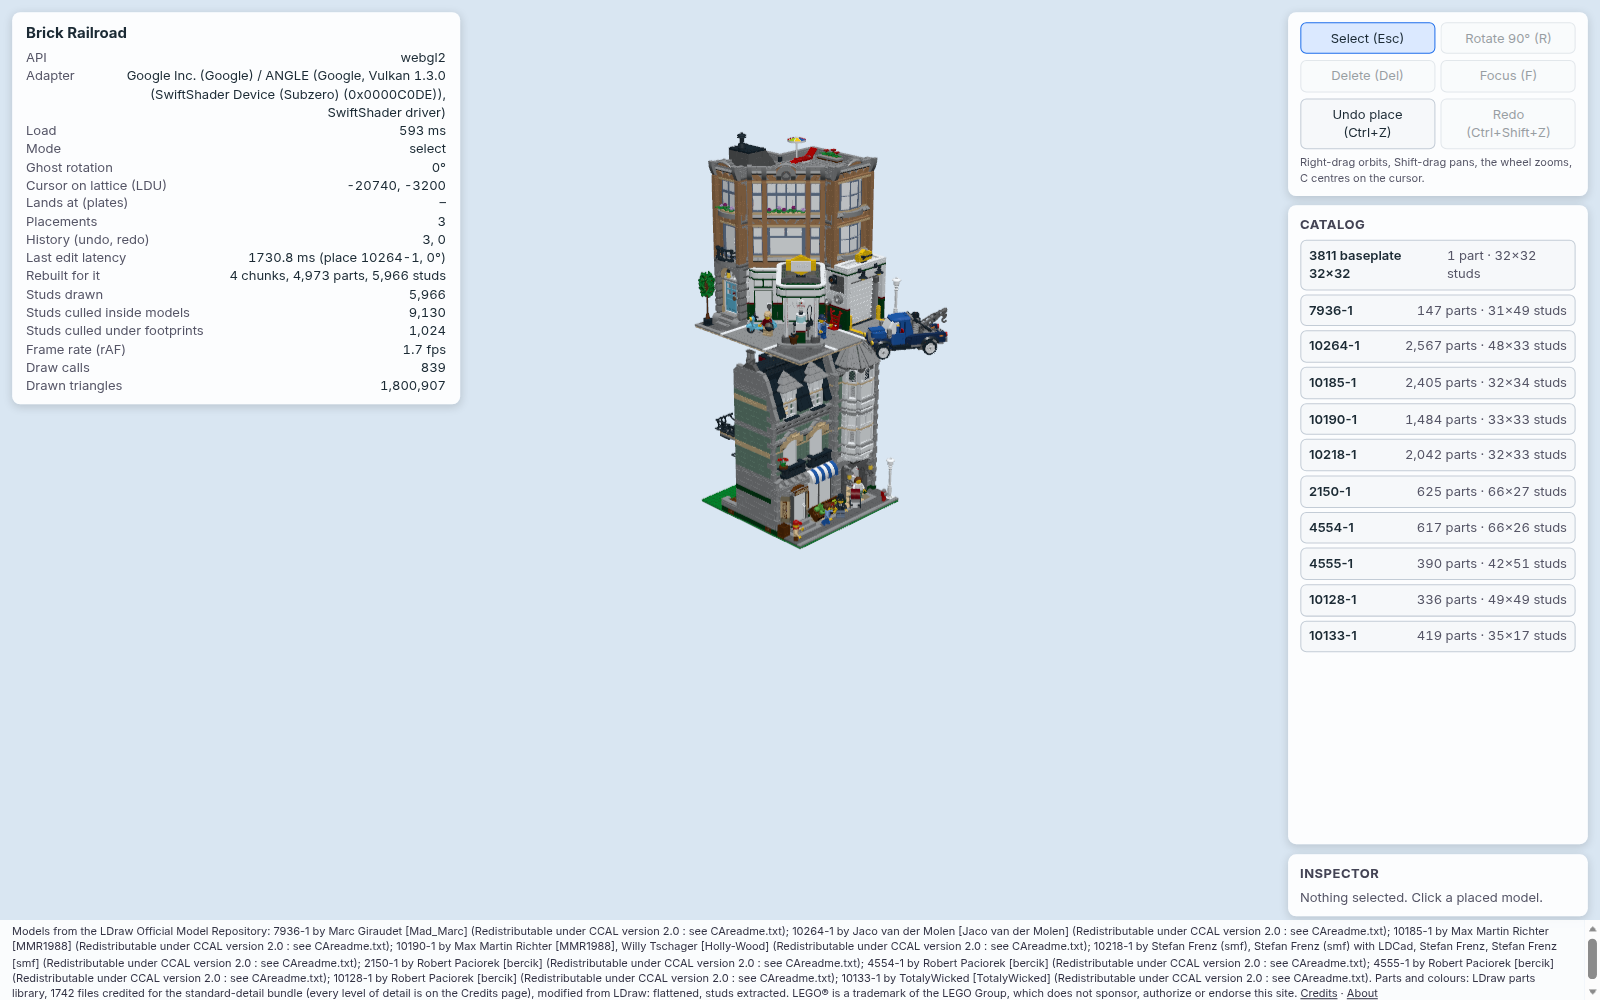 Brick Railroad
API webgl2
Adapter Google Inc. (Google) / ANGLE (Google, Vulkan 1.3.0
(SwiftShader Device (Subzero) (0x0000C0DE)),
SwiftShader driver)
Load 593 ms
Mode select
Ghost rotation 0°
Cursor on lattice (LDU) -20740, -3200
Lands at (plates) –
Placements 3
History (undo, redo) 3, 0
Last edit latency 1730.8 ms (place 10264-1, 0°)
Rebuilt for it 4 chunks, 4,973 parts, 5,966 studs
Studs drawn 5,966
Studs culled inside models 9,130
Studs culled under footprints 1,024
Frame rate (rAF) 1.7 fps
Draw calls 839
Drawn triangles 1,800,907
Select (Esc) Rotate 90° (R)
Delete (Del) Focus (F)
Undo place Redo
(Ctrl+Z) (Ctrl+Shift+Z)
Right-drag orbits, Shift-drag pans, the wheel zooms,
C centres on the cursor.
CATALOG
3811 baseplate 1 part · 32×32
32×32 studs
7936-1 147 parts · 31×49 studs
10264-1 2,567 parts · 48×33 studs
10185-1 2,405 parts · 32×34 studs
10190-1 1,484 parts · 33×33 studs
10218-1 2,042 parts · 32×33 studs
2150-1 625 parts · 66×27 studs
4554-1 617 parts · 66×26 studs
4555-1 390 parts · 42×51 studs
10128-1 336 parts · 49×49 studs
10133-1 419 parts · 35×17 studs
INSPECTOR
Nothing selected. Click a placed model.
Models from the LDraw Official Model Repository: 7936-1 by Marc Giraudet [Mad_Marc] (Redistributable under CCAL version 2.0 : see CAreadme.txt); 10264-1 by Jaco van der Molen [Jaco van der Molen] (Redistributable under CCAL version 2.0 : see CAreadme.txt); 10185-1 by Max Martin Richter
[MMR1988] (Redistributable under CCAL version 2.0 : see CAreadme.txt); 10190-1 by Max Martin Richter [MMR1988], Willy Tschager [Holly-Wood] (Redistributable under CCAL version 2.0 : see CAreadme.txt); 10218-1 by Stefan Frenz (smf), Stefan Frenz (smf) with LDCad, Stefan Frenz, Stefan Frenz
[smf] (Redistributable under CCAL version 2.0 : see CAreadme.txt); 2150-1 by Robert Paciorek [bercik] (Redistributable under CCAL version 2.0 : see CAreadme.txt); 4554-1 by Robert Paciorek [bercik] (Redistributable under CCAL version 2.0 : see CAreadme.txt); 4555-1 by Robert Paciorek [bercik]
(Redistributable under CCAL version 2.0 : see CAreadme.txt); 10128-1 by Robert Paciorek [bercik] (Redistributable under CCAL version 2.0 : see CAreadme.txt); 10133-1 by TotalyWicked [TotalyWicked] (Redistributable under CCAL version 2.0 : see CAreadme.txt). Parts and colours: LDraw parts
library, 1742 files credited for the standard-detail bundle (every level of detail is on the Credits page), modified from LDraw: flattened, studs extracted. LEGO® is a trademark of the LEGO Group, which does not sponsor, authorize or endorse this site. Credits · About